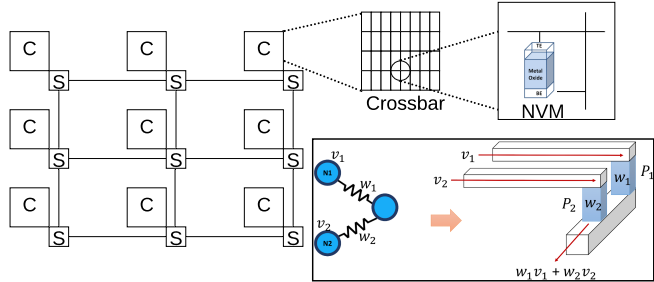 C C C
S S S
C C C
S S S
C C C
S S S
Crossbar
TE
Metal
Oxide
BE
NVM
v₁
N1
w₁
v₂
N2
w₂
v₁
v₂
w₁
P₁
P₂
w₂
w₁v₁ + w₂v₂